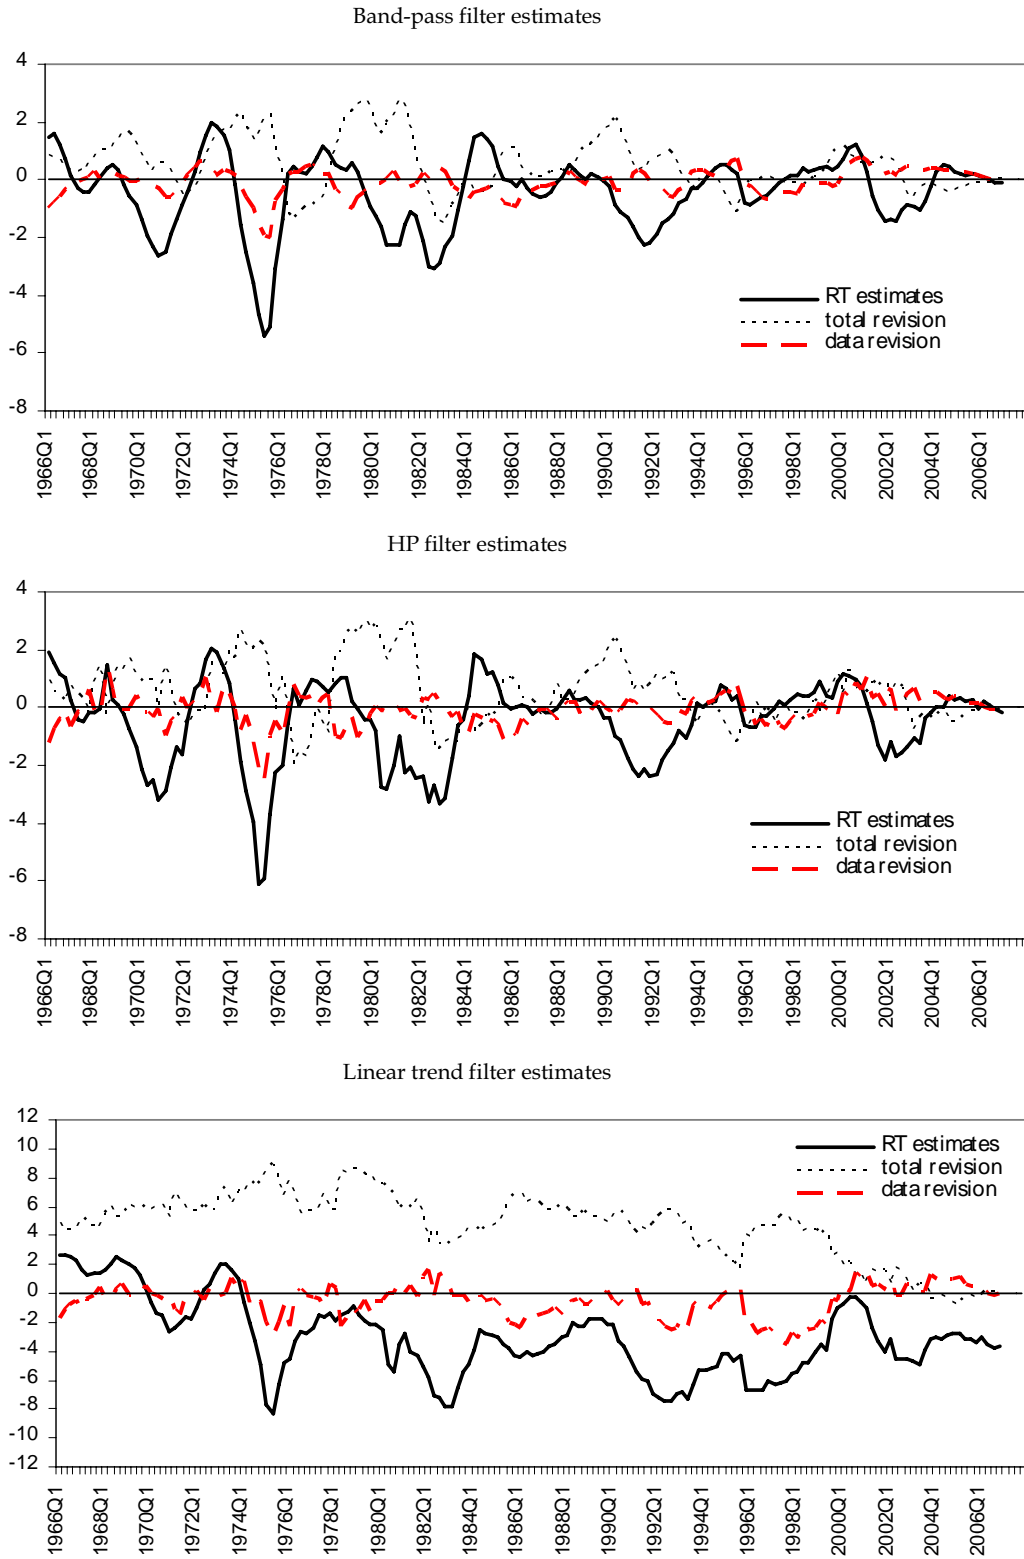 Band-pass filter estimates
4
2
0
-2
-4
-6
-8
RT estimates
total revision
data revision
1966Q1 1968Q1 1970Q1 1972Q1 1974Q1 1976Q1 1978Q1 1980Q1 1982Q1 1984Q1 1986Q1 1988Q1 1990Q1 1992Q1 1994Q1 1996Q1 1998Q1 2000Q1 2002Q1 2004Q1 2006Q1
HP filter estimates
4
2
0
-2
-4
-6
-8
RT estimates
total revision
data revision
1966Q1 1968Q1 1970Q1 1972Q1 1974Q1 1976Q1 1978Q1 1980Q1 1982Q1 1984Q1 1986Q1 1988Q1 1990Q1 1992Q1 1994Q1 1996Q1 1998Q1 2000Q1 2002Q1 2004Q1 2006Q1
Linear trend filter estimates
12
10
8
6
4
2
0
-2
-4
-6
-8
-10
-12
RT estimates
total revision
data revision
1966Q1 1968Q1 1970Q1 1972Q1 1974Q1 1976Q1 1978Q1 1980Q1 1982Q1 1984Q1 1986Q1 1988Q1 1990Q1 1992Q1 1994Q1 1996Q1 1998Q1 2000Q1 2002Q1 2004Q1 2006Q1